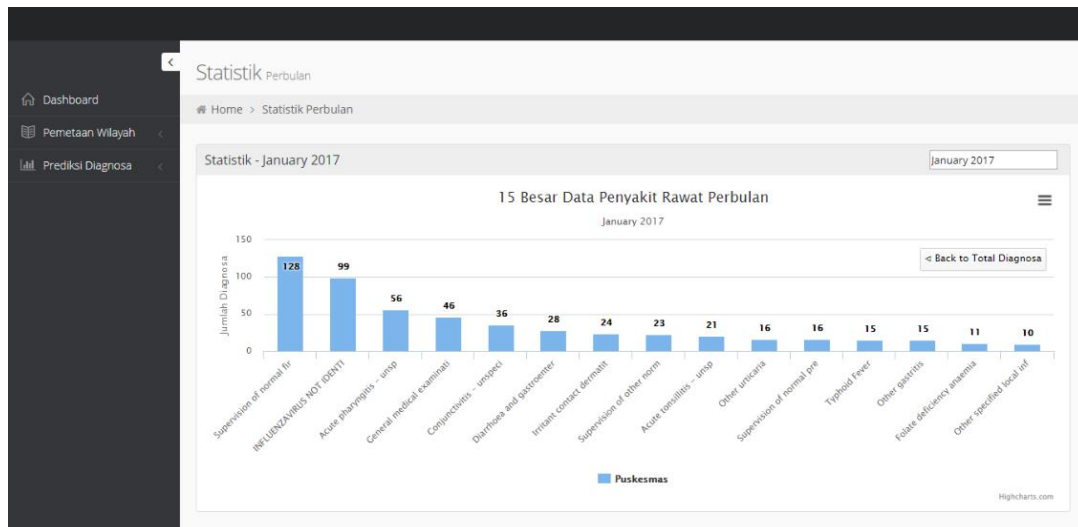 Statistik Perbulan
Dashboard
Home > Statistik Perbulan
Pemetaan Wilayah
Prediksi Diagnosa
Statistik - January 2017
January 2017
15 Besar Data Penyakit Rawat Perbulan
January 2017
< Back to Total Diagnosa
Jumlah Diagnosa
150
100
50
0
128
99
56
46
36
28
24
23
21
16
16
15
15
11
10
Supervision of normal fir
INFLUENZAVIRUS NOT IDENTI
Acute pharyngitis - unsp
General medical examinati
Conjunctivitis - unspeci
Diarrhoea and gastroenter
Irritant contact dermatit
Supervision of other norm
Acute tonsillitis - unsp
Other urticaria
Supervision of normal pre
Typhoid Fever
Other gastritis
Folate deficiency anaemia
Other specified local inf
Puskesmas
Highcharts.com